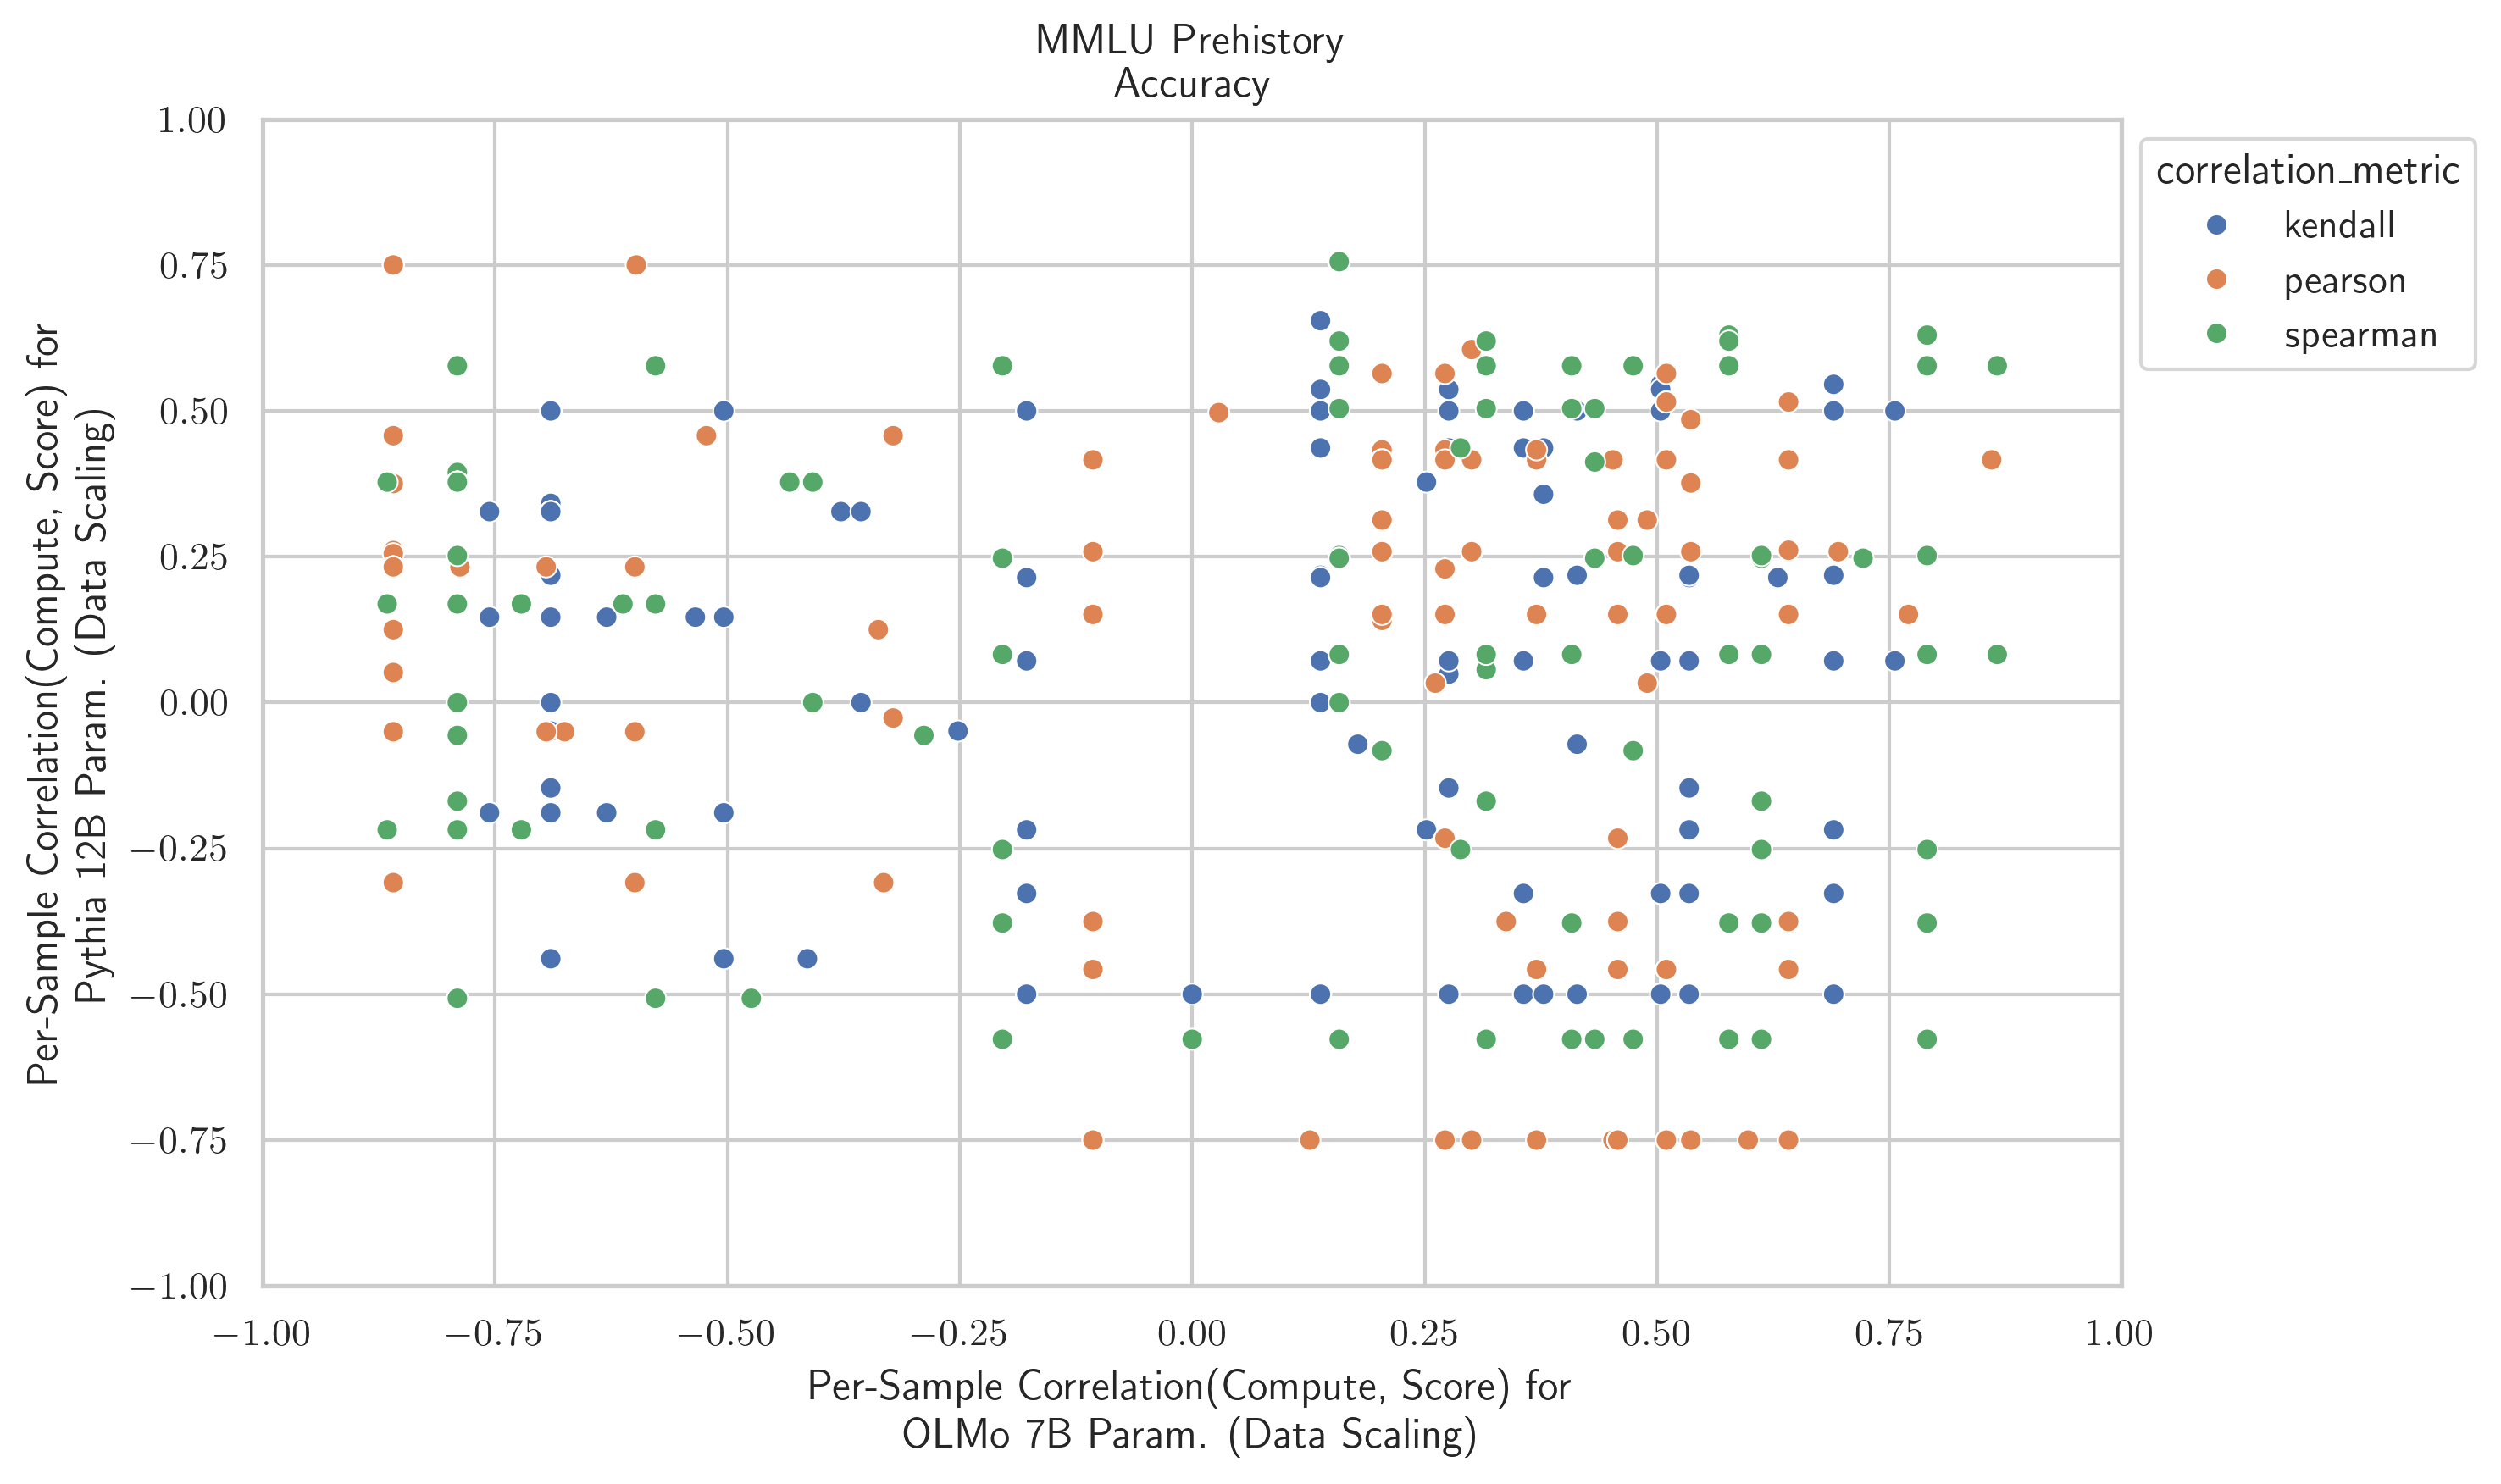 MMLU Prehistory
Accuracy
Per-Sample Correlation(Compute, Score) for
Pythia 12B Param. (Data Scaling)
1.00
0.75
0.50
0.25
0.00
−0.25
−0.50
−0.75
−1.00
−1.00 −0.75 −0.50 −0.25 0.00 0.25 0.50 0.75 1.00
Per-Sample Correlation(Compute, Score) for
OLMo 7B Param. (Data Scaling)
correlation_metric
kendall
pearson
spearman